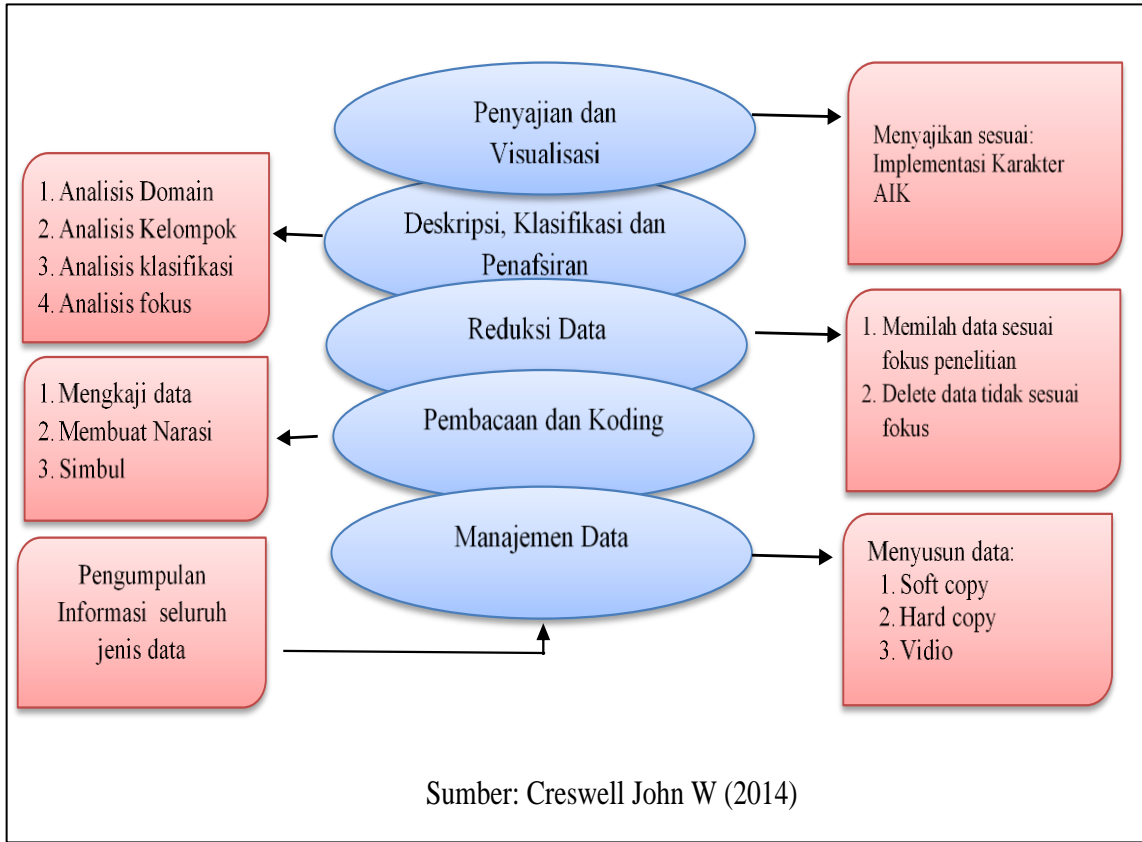 Penyajian dan
Visualisasi
Menyajikan sesuai:
Implementasi Karakter
AIK
1. Analisis Domain
2. Analisis Kelompok
3. Analisis klasifikasi
4. Analisis fokus
Deskripsi, Klasifikasi dan
Penafsiran
Reduksi Data
1. Memilah data sesuai
fokus penelitian
2. Delete data tidak sesuai
fokus
1. Mengkaji data
2. Membuat Narasi
3. Simbul
Pembacaan dan Koding
Manajemen Data
Menyusun data:
1. Soft copy
2. Hard copy
3. Vidio
Pengumpulan
Informasi seluruh
jenis data
Sumber: Creswell John W (2014)